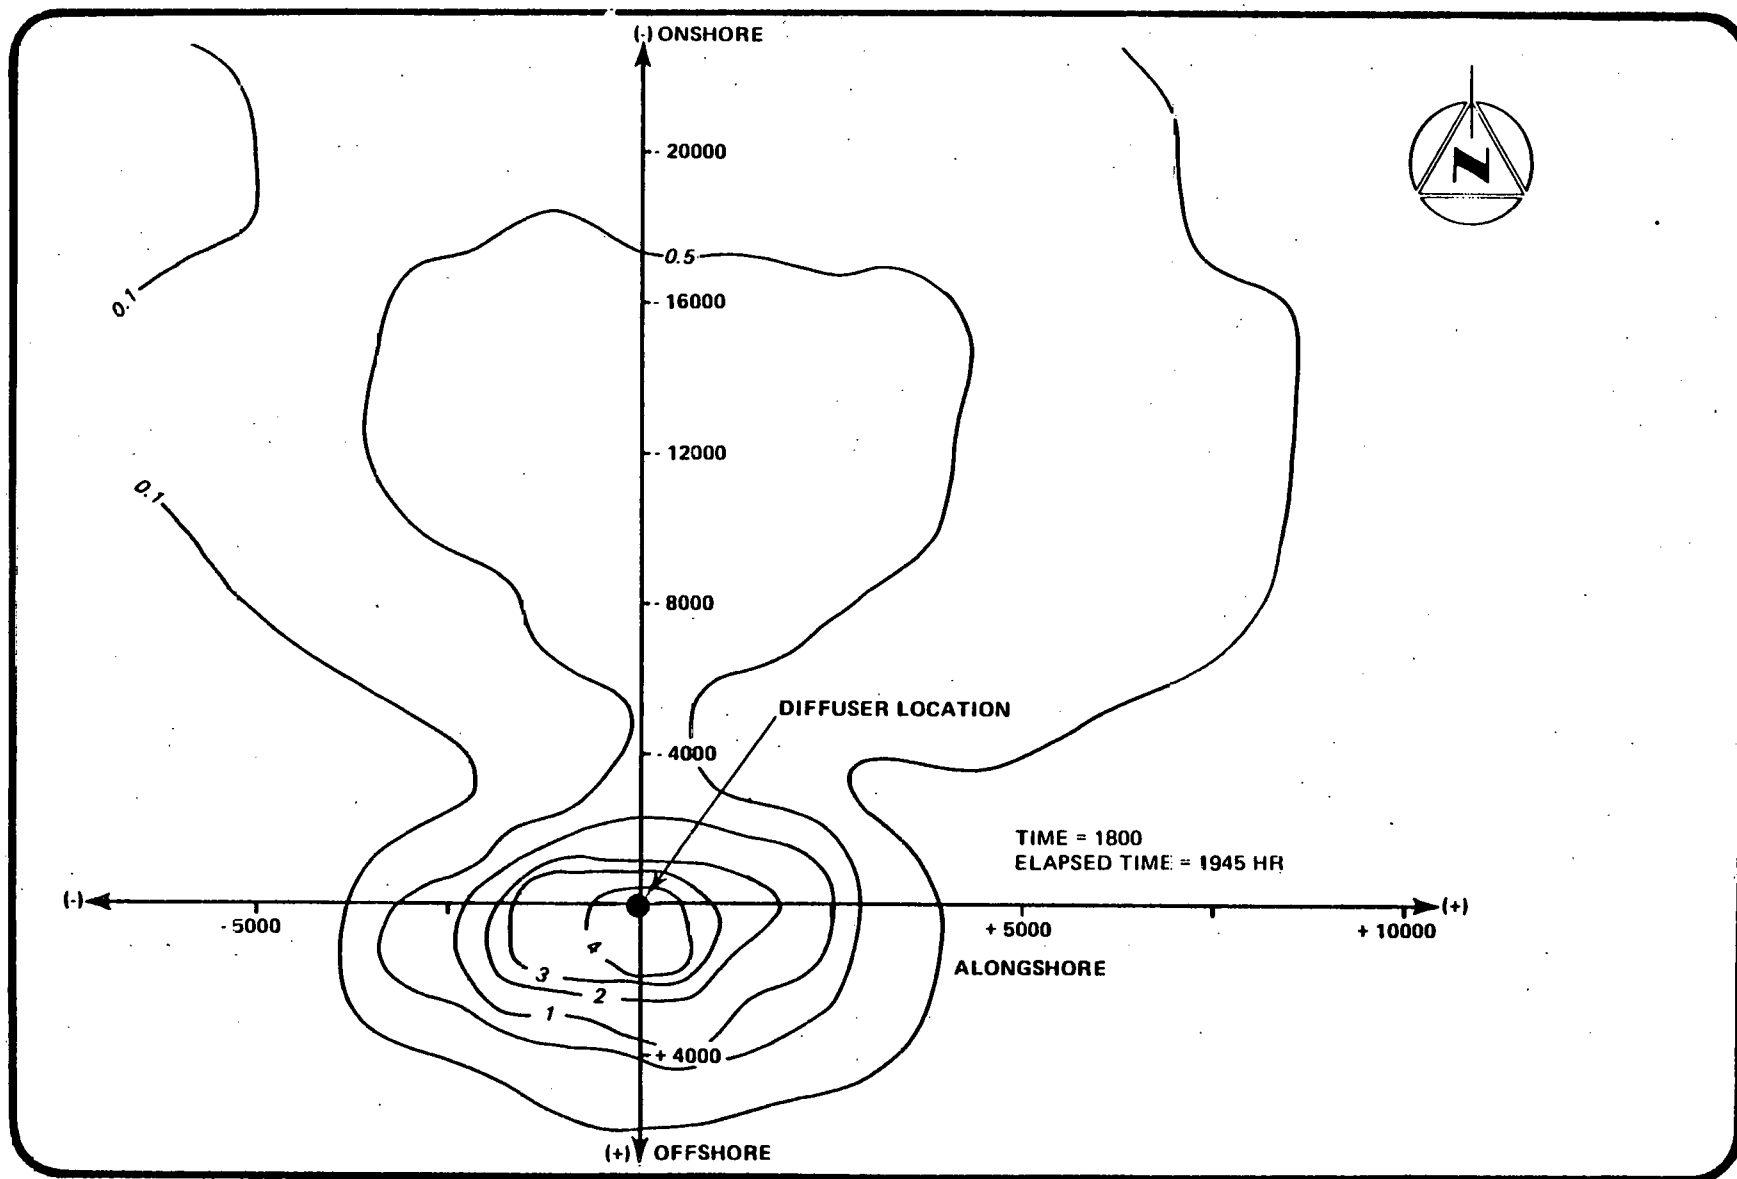 (-) ONSHORE
- 20000
0.5
- 16000
0.1
- 12000
0.1
- 8000
DIFFUSER LOCATION
- 4000
TIME = 1800
ELAPSED TIME = 1945 HR
(-)
(+)
- 5000
+ 5000
+ 10000
ALONGSHORE
4
3
2
1
+ 4000
(+) OFFSHORE
N